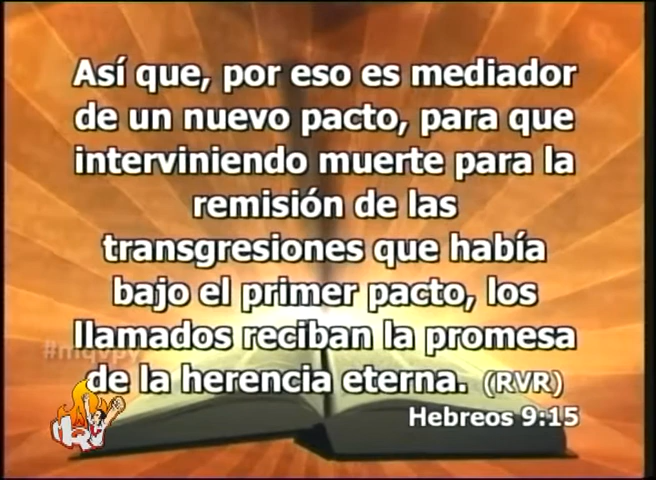 Así que, por eso es mediador
de un nuevo pacto, para que
interviniendo muerte para la
remisión de las
transgresiones que había
bajo el primer pacto, los
llamados reciban la promesa
#mqvpy
de la herencia eterna. (RVR)
Hebreos 9:15